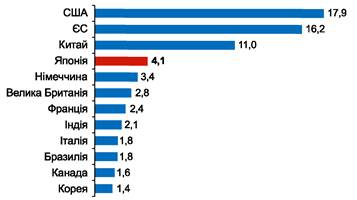 США 17,9
ЄС 16,2
Китай 11,0
Японія 4,1
Німеччина 3,4
Велика Британія 2,8
Франція 2,4
Індія 2,1
Італія 1,8
Бразилія 1,8
Канада 1,6
Корея 1,4